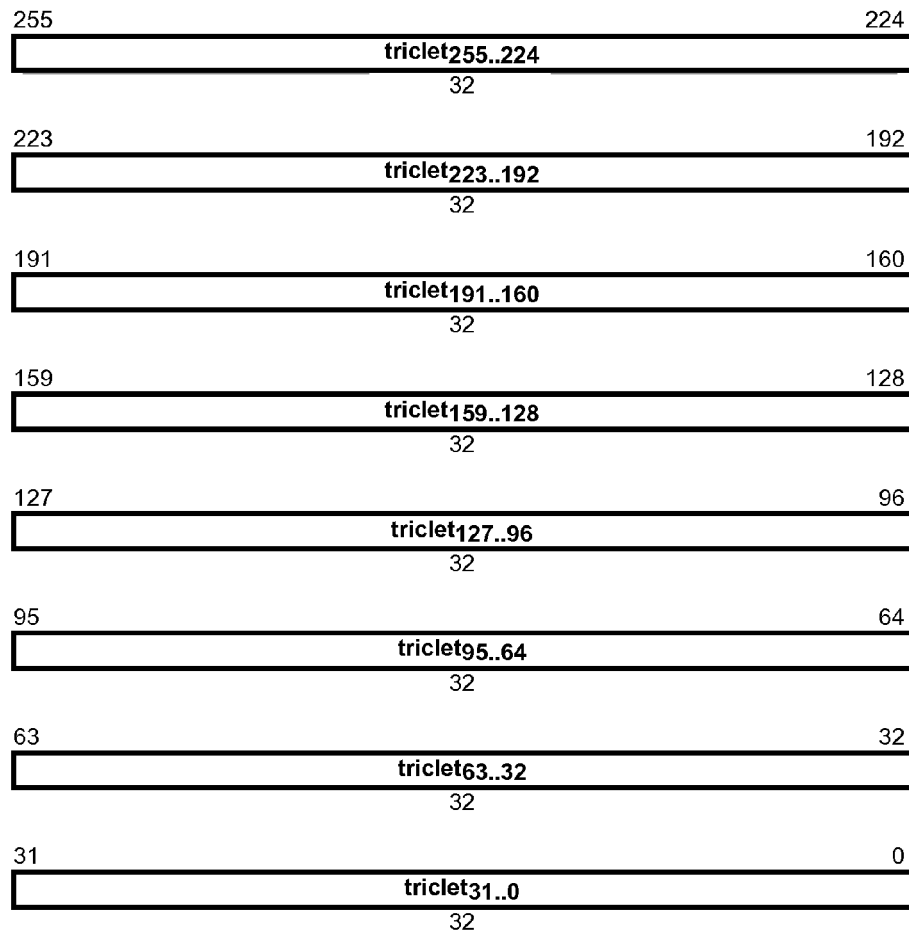 255 224
triclet255..224
32
223 192
triclet223..192
32
191 160
triclet191..160
32
159 128
triclet159..128
32
127 96
triclet127..96
32
95 64
triclet95..64
32
63 32
triclet63..32
32
31 0
triclet31..0
32